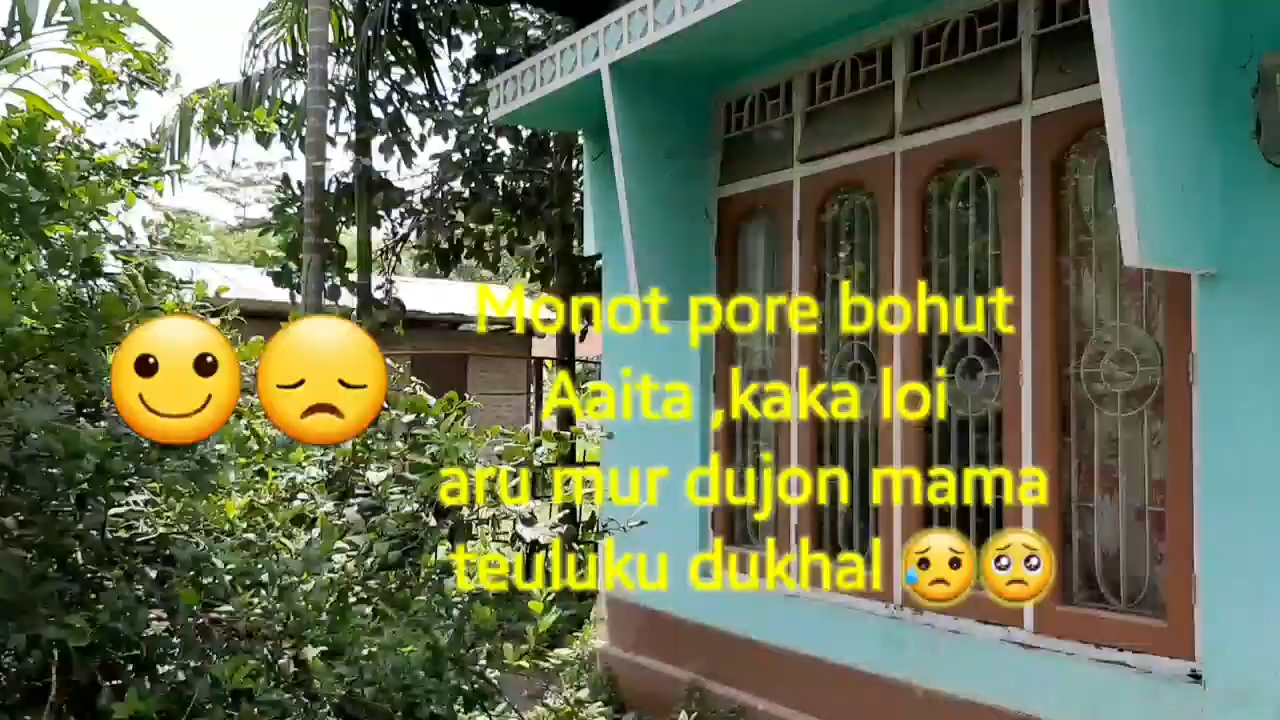 Monot pore bohut
Aaita ,kaka loi
aru mur dujon mama
teuluku dukhal 😥🥺